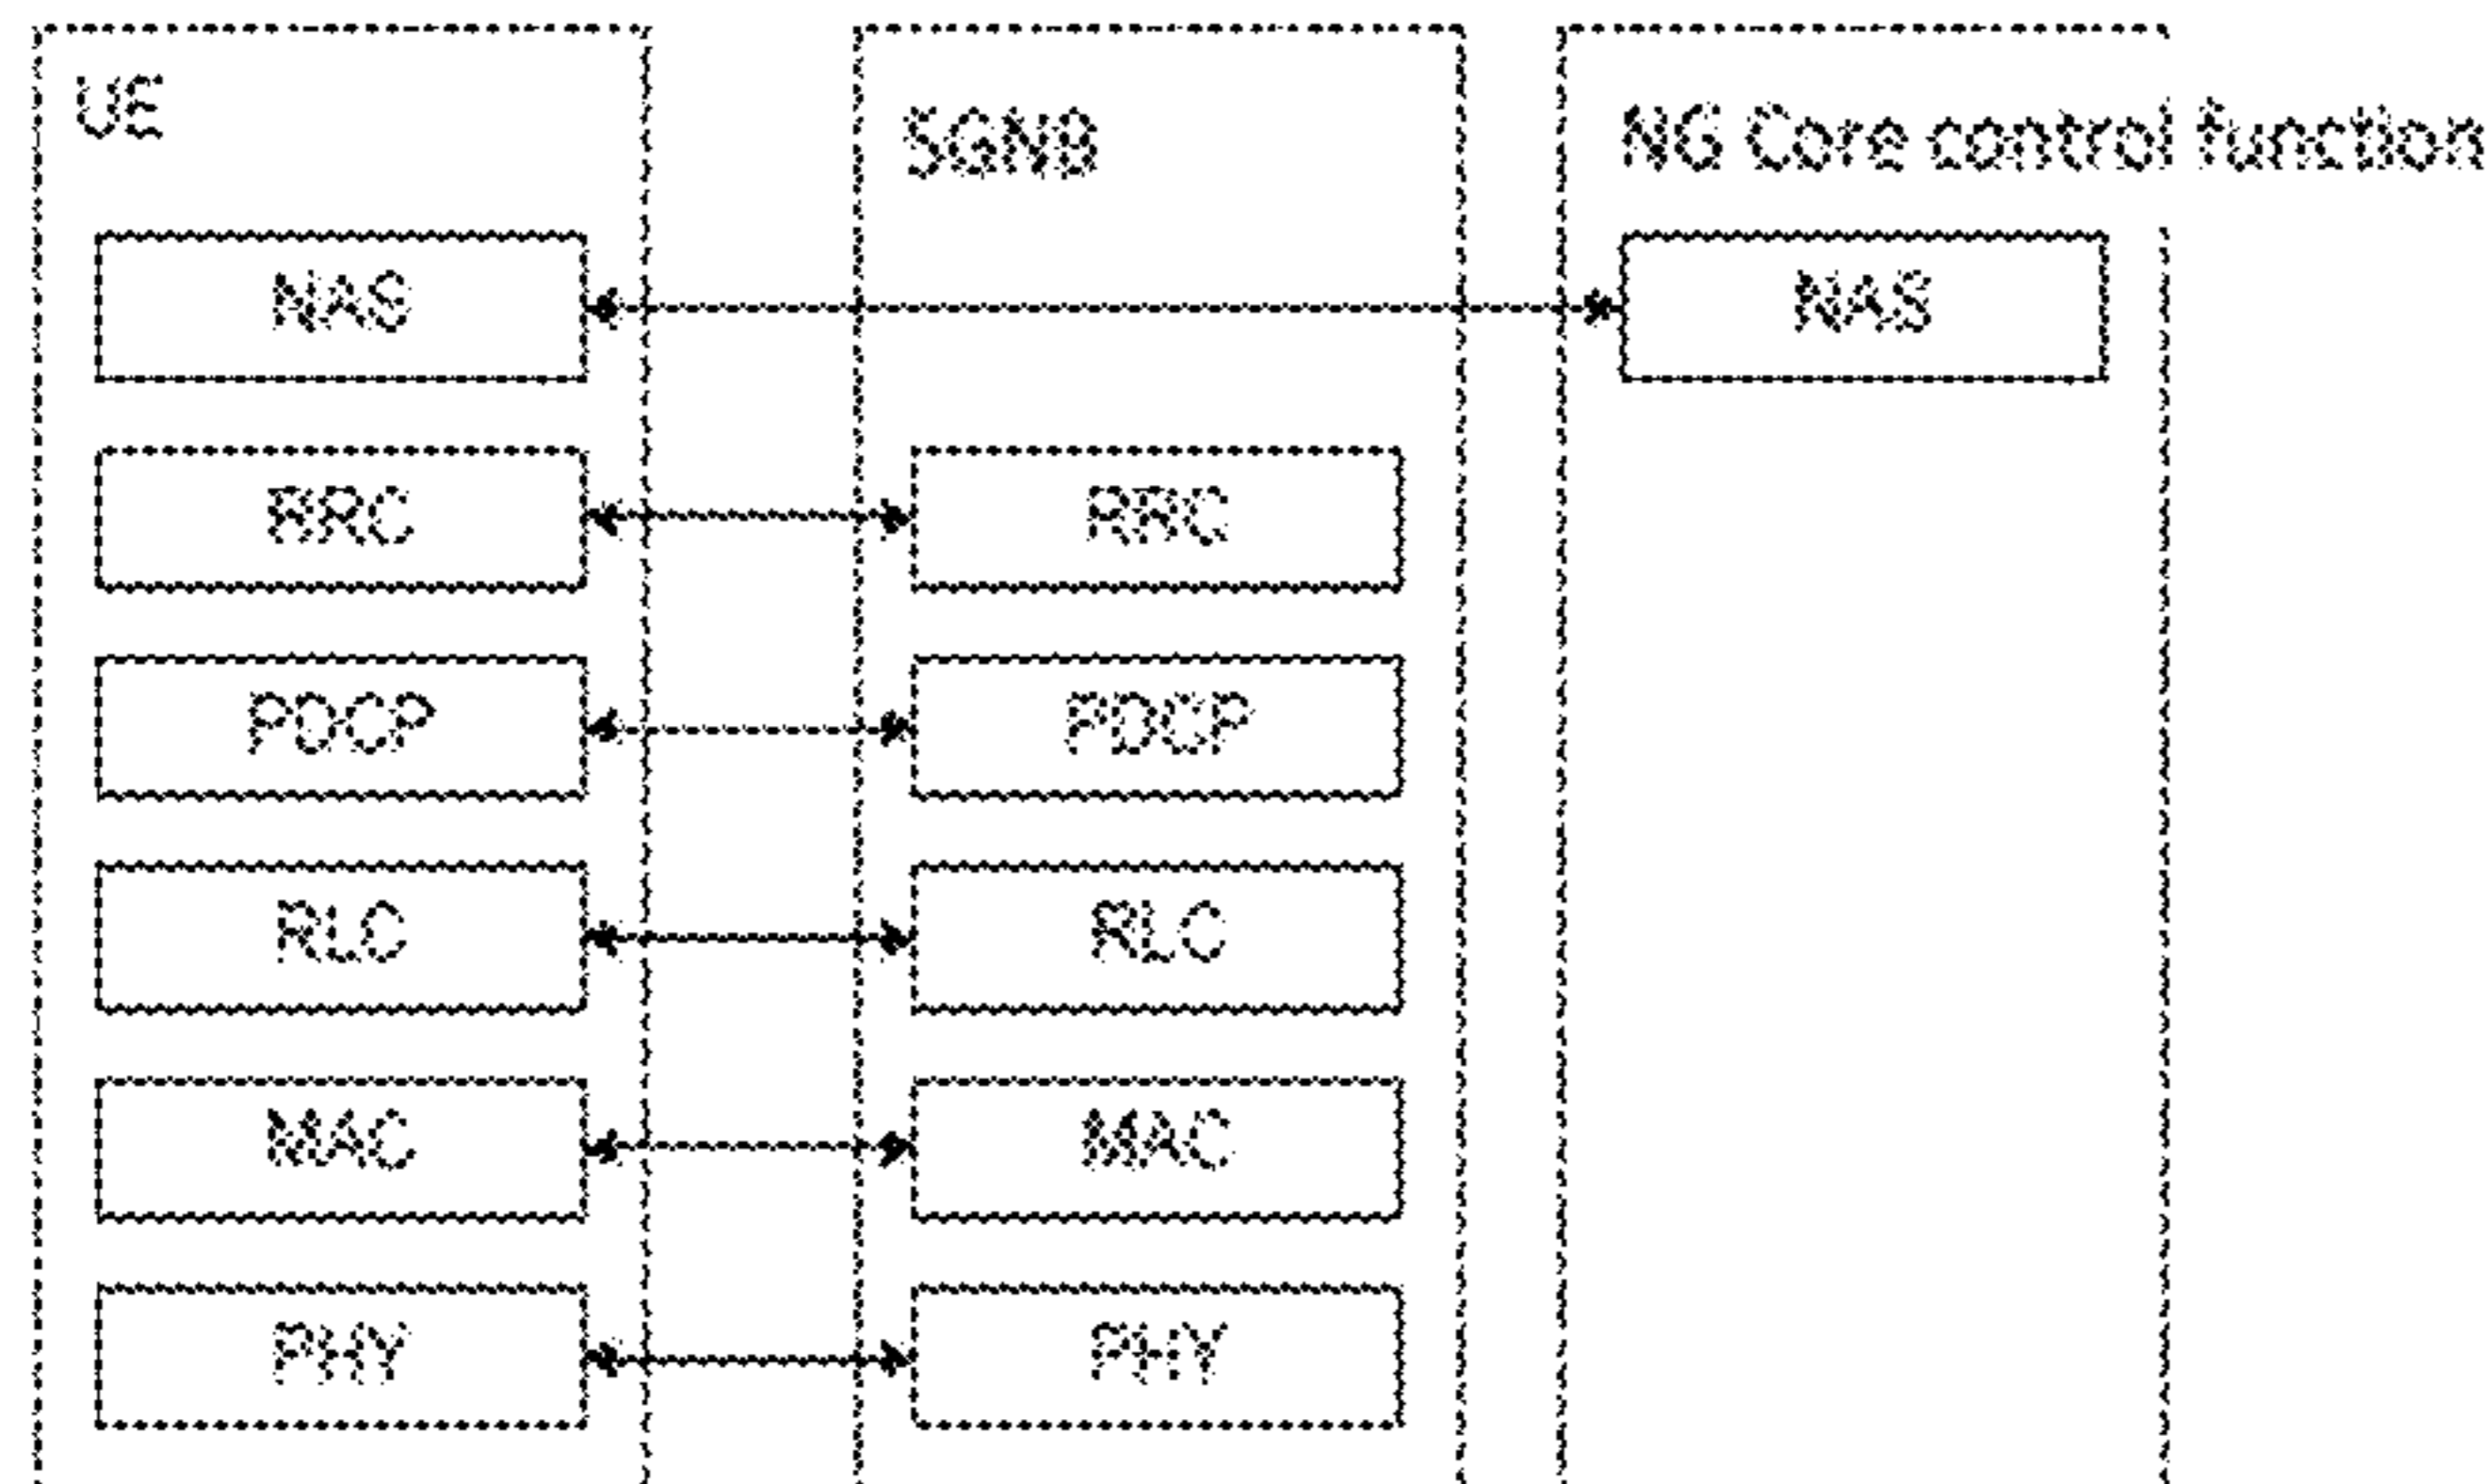 UE
5GNB
NG Core control function
NAS
NAS
RRC
RRC
PDCP
PDCP
RLC
RLC
MAC
MAC
PHY
PHY